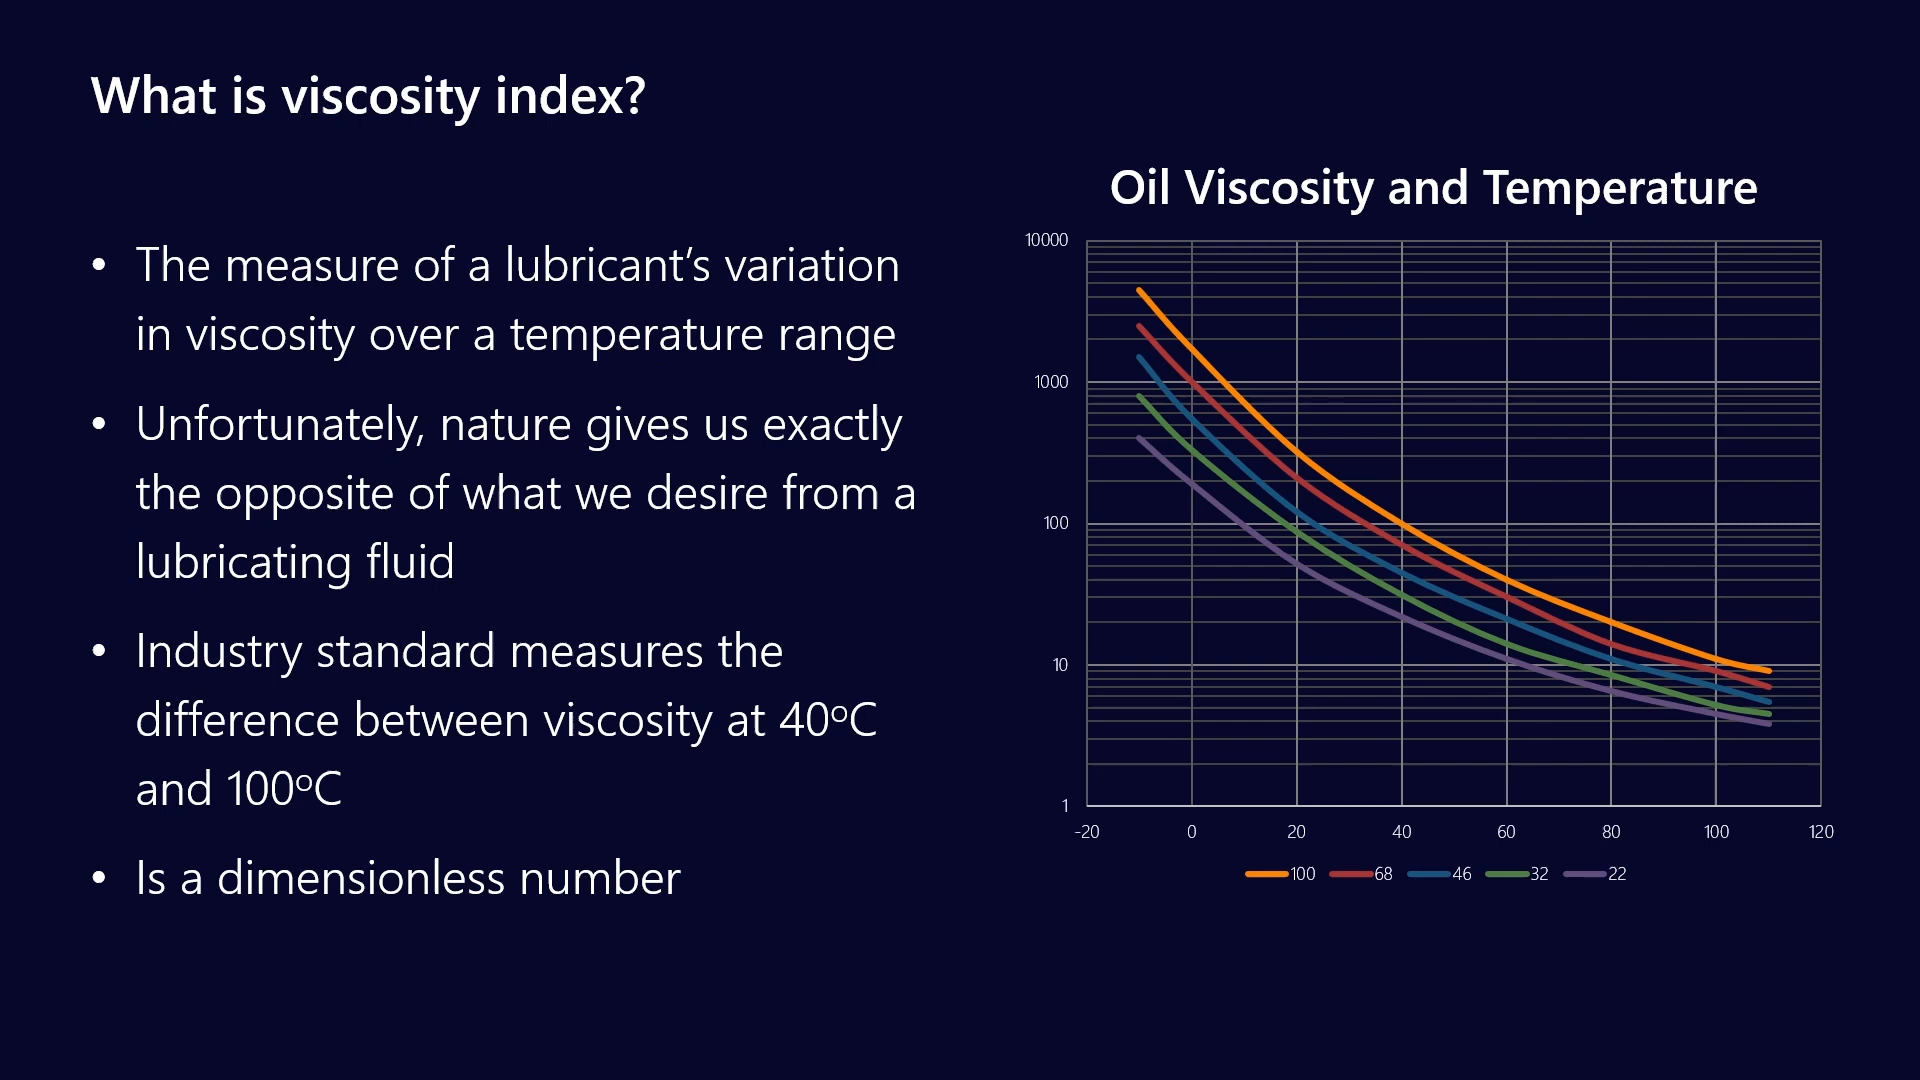 What is viscosity index?
• The measure of a lubricant’s variation
in viscosity over a temperature range
• Unfortunately, nature gives us exactly
the opposite of what we desire from a
lubricating fluid
• Industry standard measures the
difference between viscosity at 40ºC
and 100ºC
• Is a dimensionless number
Oil Viscosity and Temperature
10000
1000
100
10
1
-20 0 20 40 60 80 100 120
100 68 46 32 22